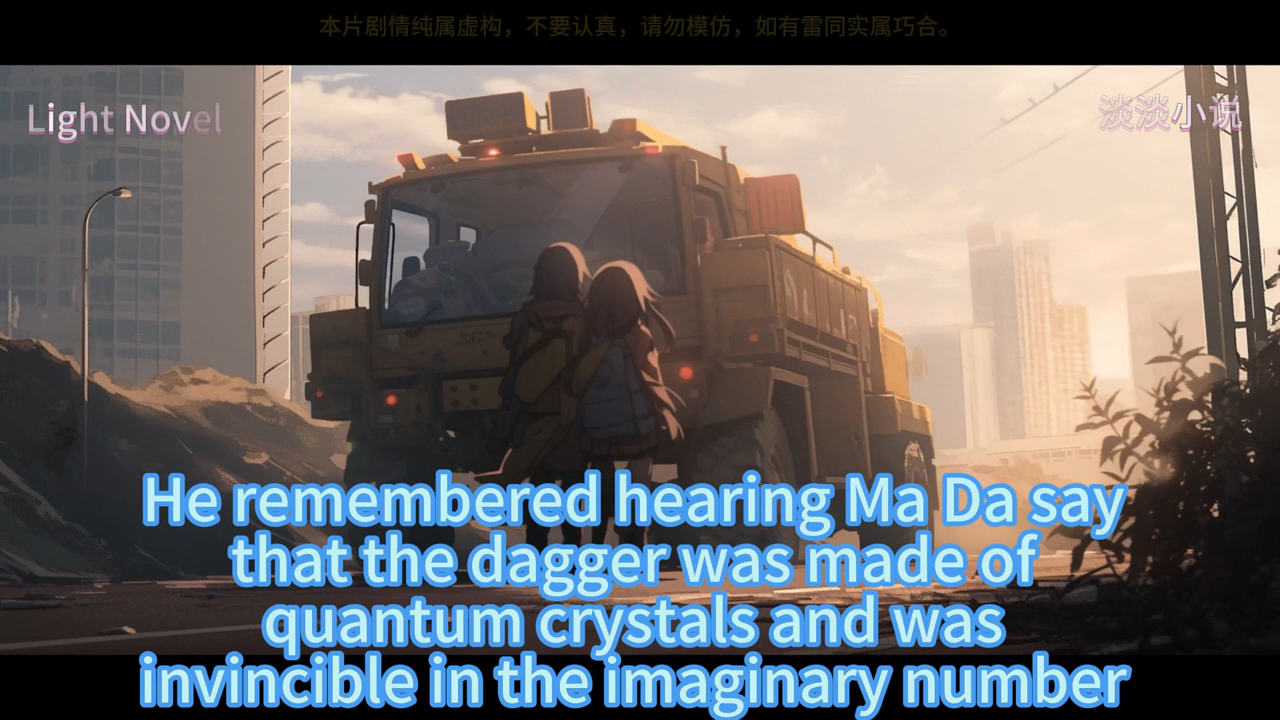 本片剧情纯属虚构，不要认真，请勿模仿，如有雷同实属巧合。
Light Novel
淡淡小说
He remembered hearing Ma Da say
that the dagger was made of
quantum crystals and was
invincible in the imaginary number